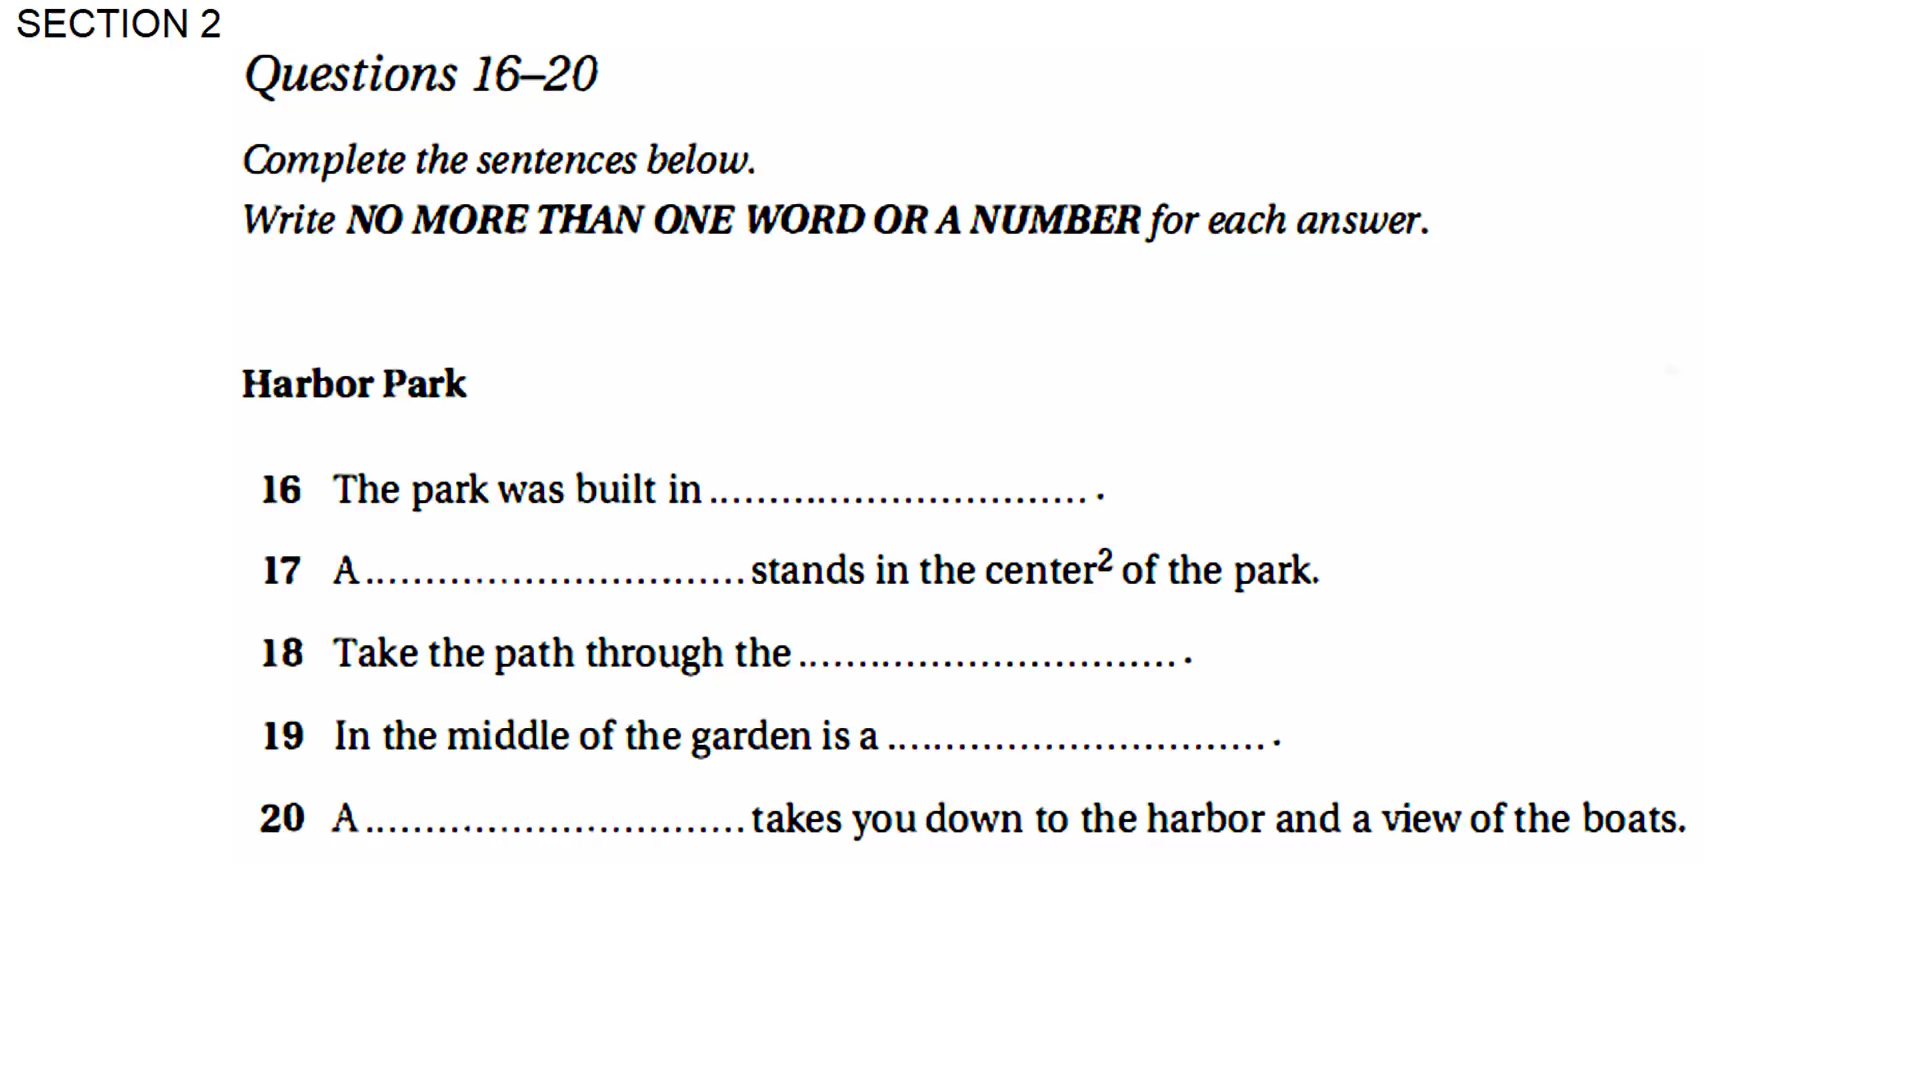 SECTION 2
Questions 16–20
Complete the sentences below.
Write NO MORE THAN ONE WORD OR A NUMBER for each answer.
Harbor Park
16 The park was built in ................................ .
17 A ................................ stands in the center² of the park.
18 Take the path through the ................................ .
19 In the middle of the garden is a ................................ .
20 A ................................ takes you down to the harbor and a view of the boats.